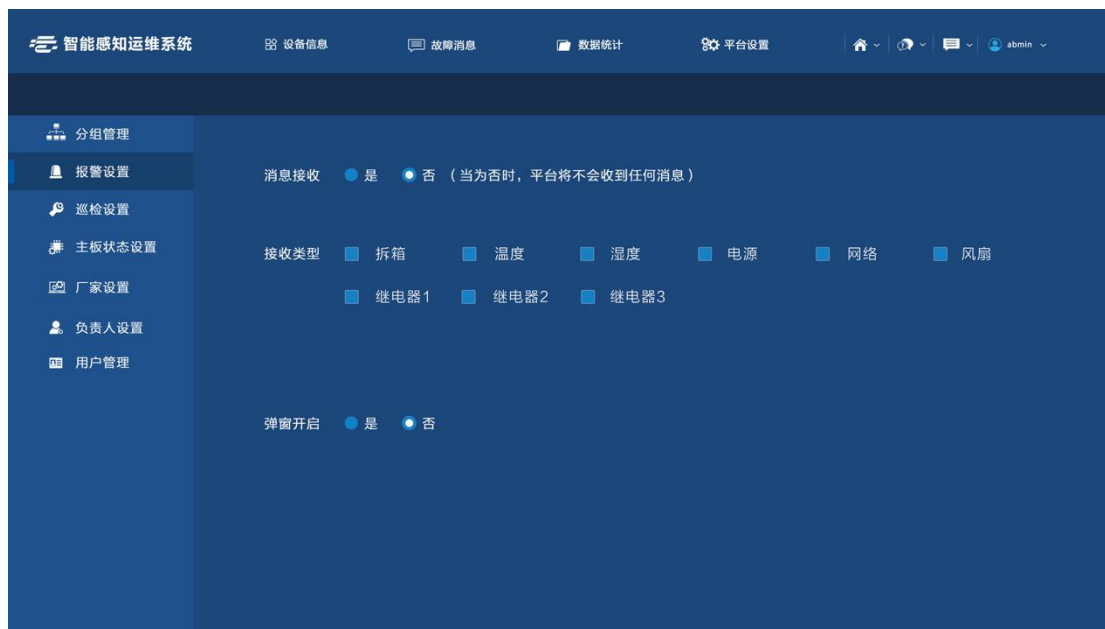 智能感知运维系统 设备信息 故障消息 数据统计 平台设置 abmin
分组管理
报警设置
巡检设置
主板状态设置
厂家设置
负责人设置
用户管理
消息接收 是 否 (当为否时，平台将不会收到任何消息)
接收类型 拆箱 温度 湿度 电源 网络 风扇
继电器1 继电器2 继电器3
弹窗开启 是 否